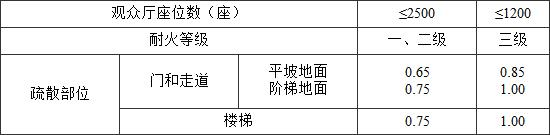 观众厅座位数（座） ≤2500 ≤1200
耐火等级 一、二级 三级
疏散部位 门和走道 平坡地面 0.65 0.85
阶梯地面 0.75 1.00
楼梯 0.75 1.00